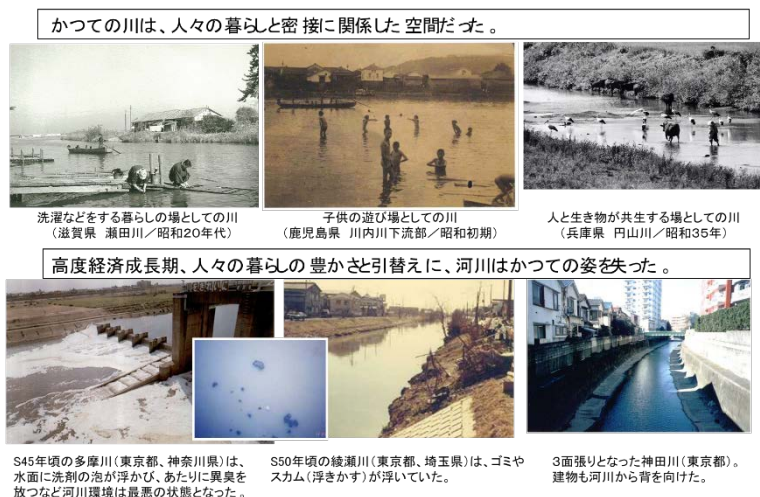 かつての川は、人々の暮らしと密接に関係した空間だった。
洗濯などをする暮らしの場としての川
（滋賀県　瀬田川／昭和２０年代）
子供の遊び場としての川
（鹿児島県　川内川下流部／昭和初期）
人と生き物が共生する場としての川
（兵庫県　円山川／昭和３５年）
高度経済成長期、人々の暮らしの豊かさと引替えに、河川はかつての姿を失った。
S45年頃の多摩川（東京都、神奈川県）は、
水面に洗剤の泡が浮かび、あたりに異臭を
放つなど河川環境は最悪の状態となった。
S50年頃の綾瀬川（東京都、埼玉県）は、ゴミや
スカム（浮きかす）が浮いていた。
３面張りとなった神田川（東京都）。
建物も河川から背を向けた。